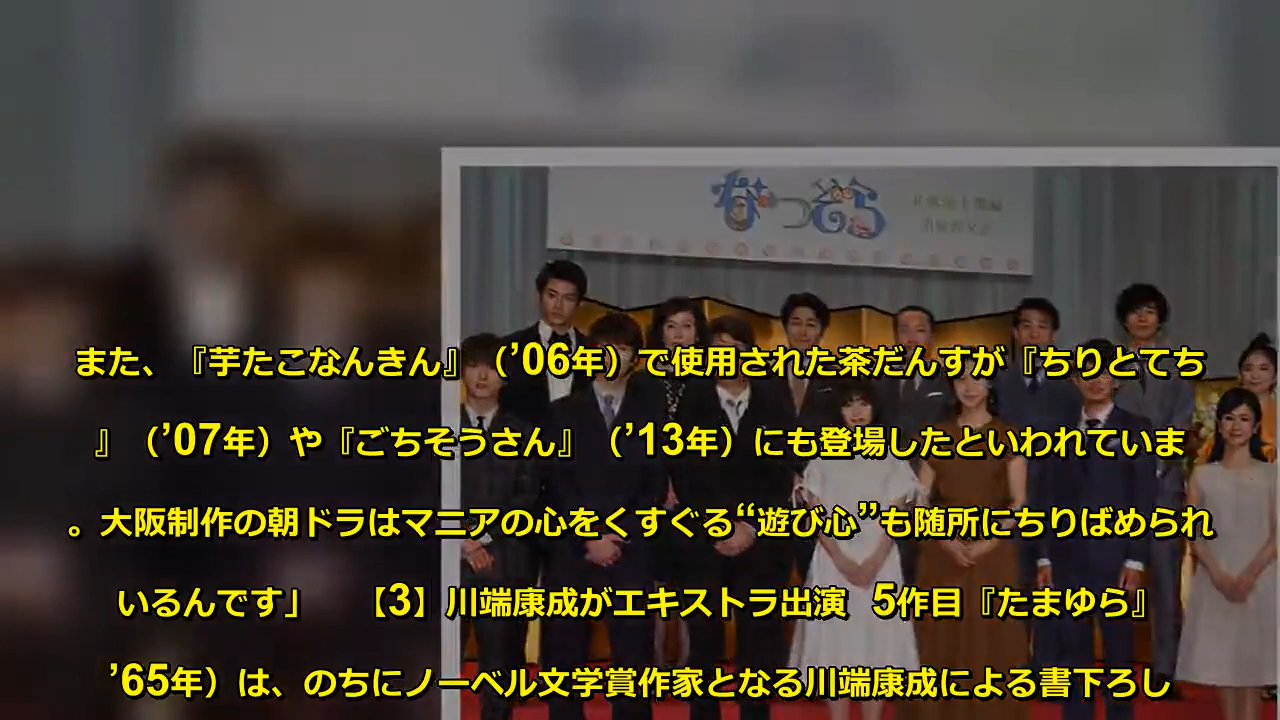 なつぞら
また、『芋たこなんきん』（’06年）で使用された茶だんすが『ちりとてち
』（’07年）や『ごちそうさん』（’13年）にも登場したといわれていま
。大阪制作の朝ドラはマニアの心をくすぐる“遊び心”も随所にちりばめられ
いるんです」　【3】川端康成がエキストラ出演　5作目『たまゆら』
’65年）は、のちにノーベル文学賞作家となる川端康成による書下ろし